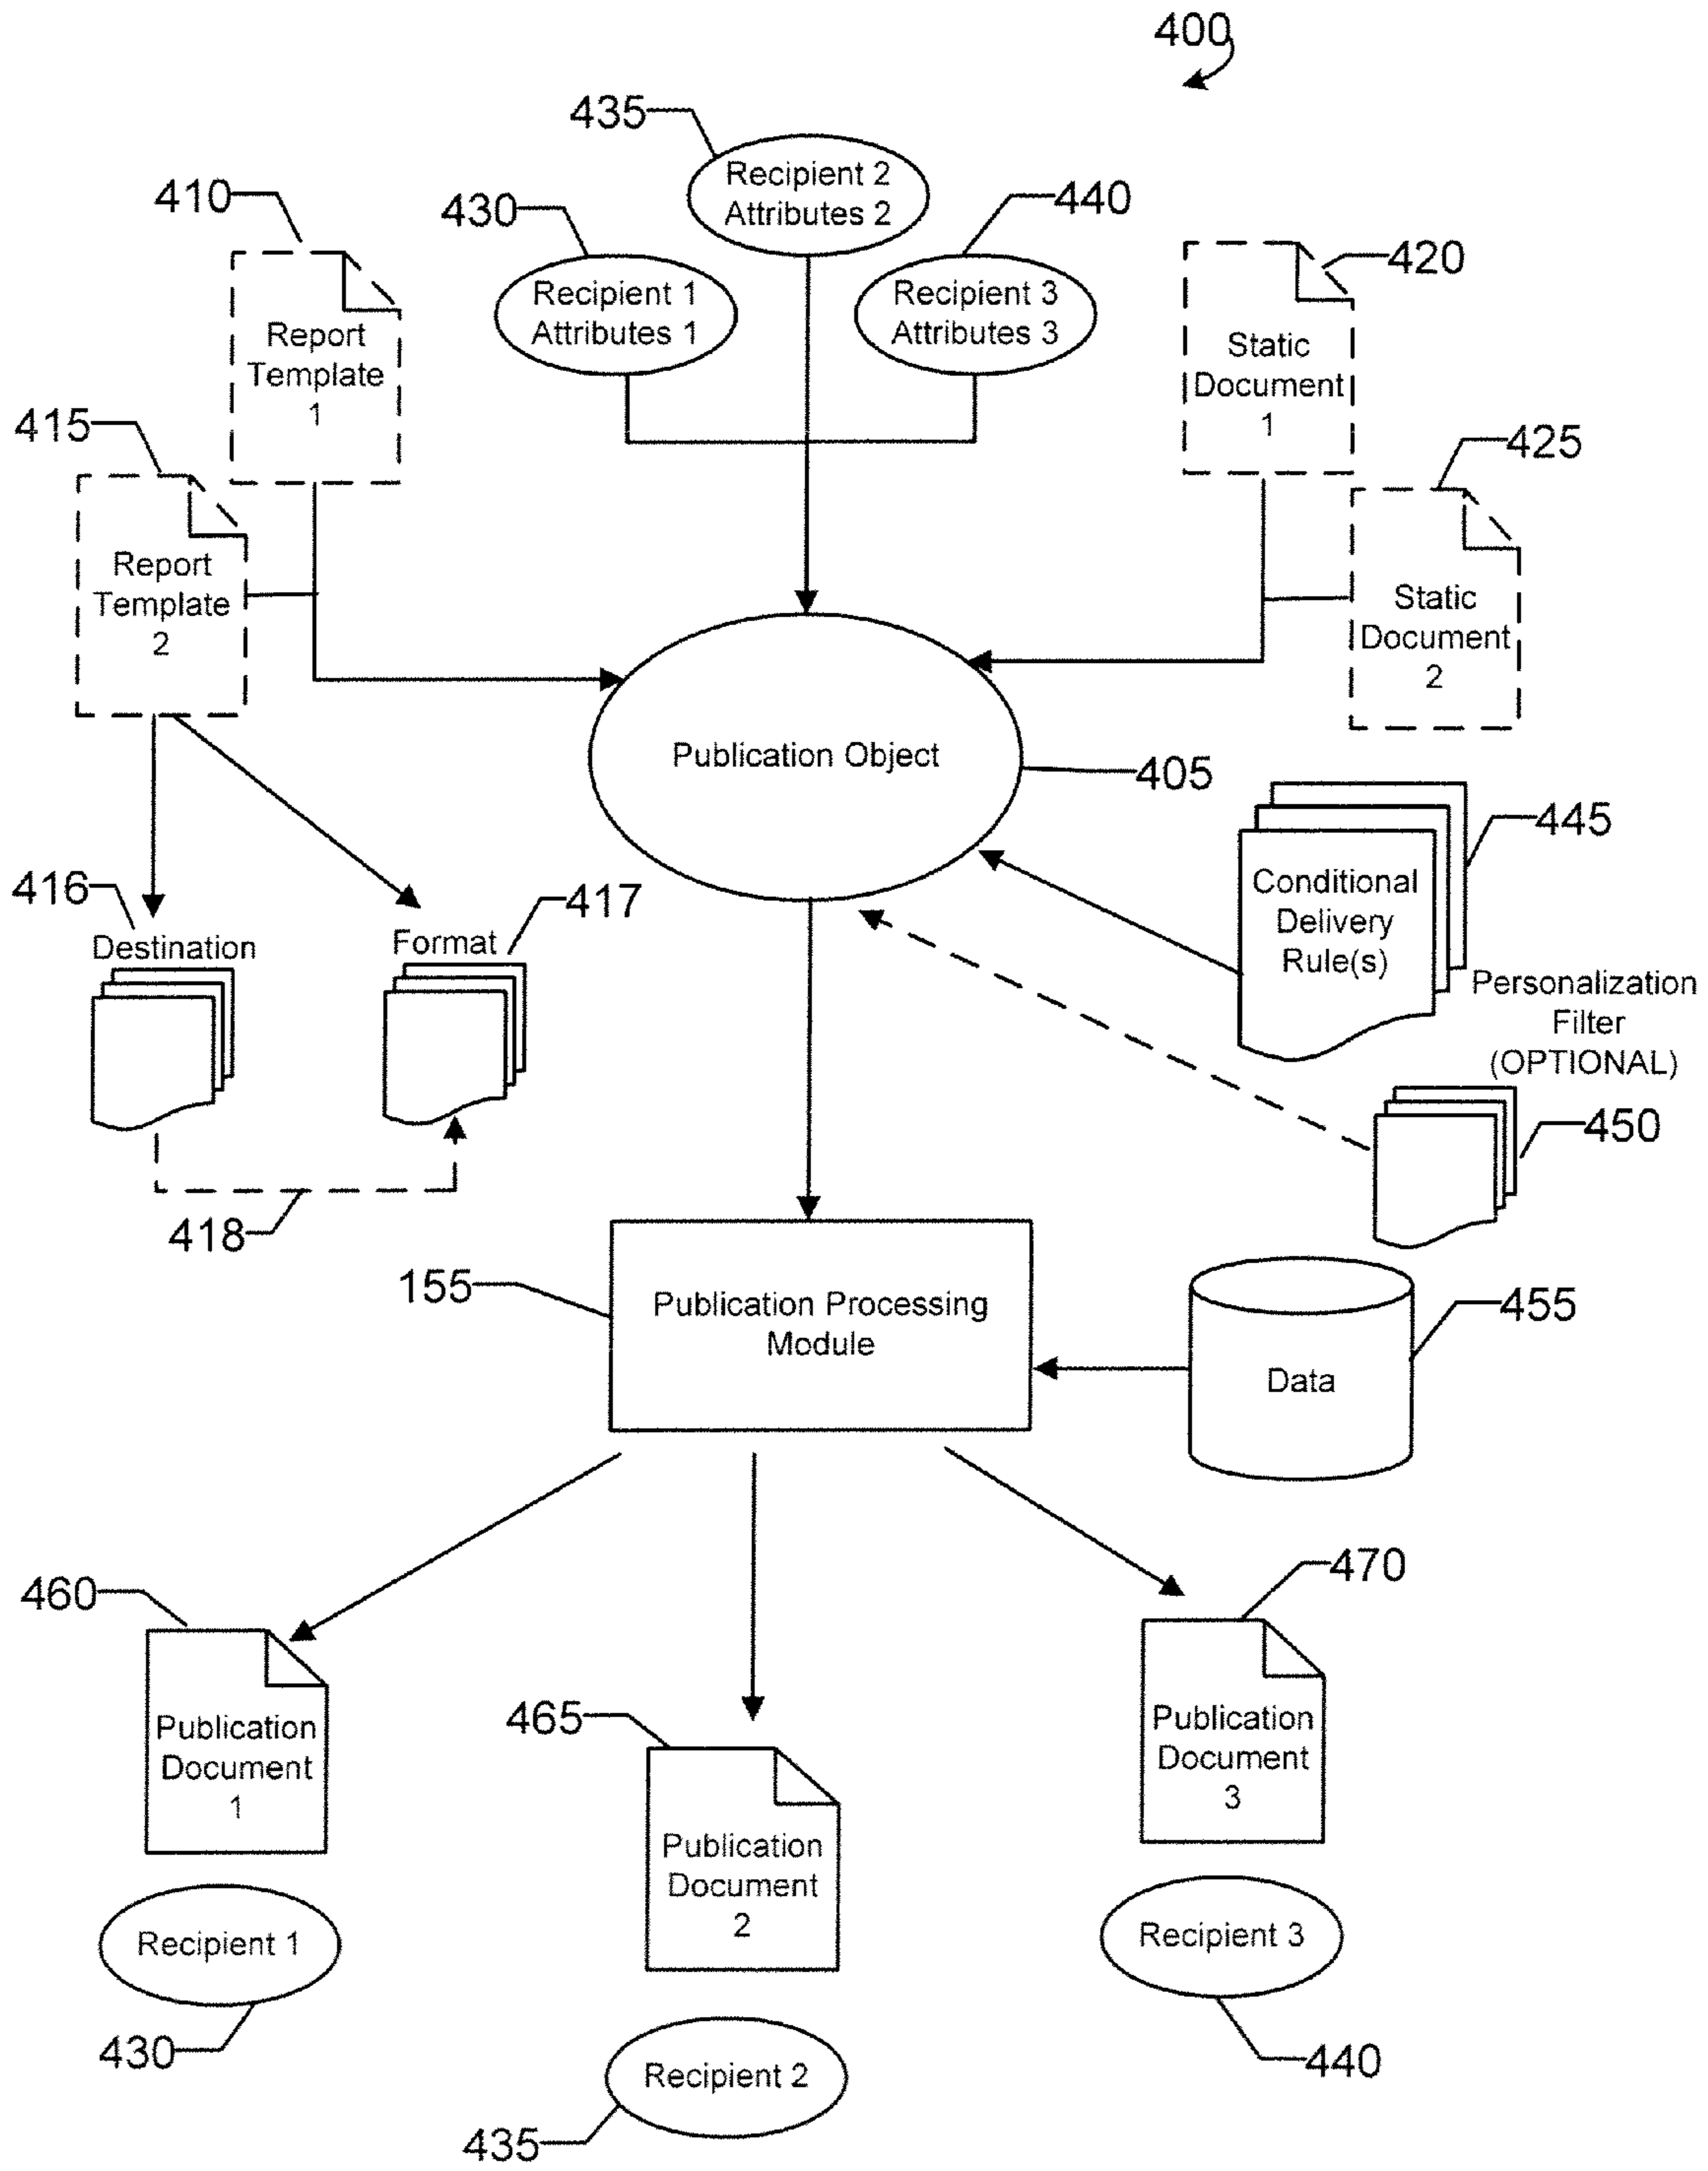 400
435
Recipient 2
Attributes 2
410
430
440
Recipient 1
Attributes 1
Recipient 3
Attributes 3
420
Report
Template
1
Static
Document
1
415
425
Report
Template
2
Static
Document
2
Publication Object
405
445
Conditional
Delivery
Rule(s)
416
Destination
417
Format
Personalization
Filter
(OPTIONAL)
450
418
155
Publication Processing
Module
455
Data
460
470
Publication
Document
1
465
Publication
Document
2
Publication
Document
3
Recipient 1
430
Recipient 3
440
Recipient 2
435